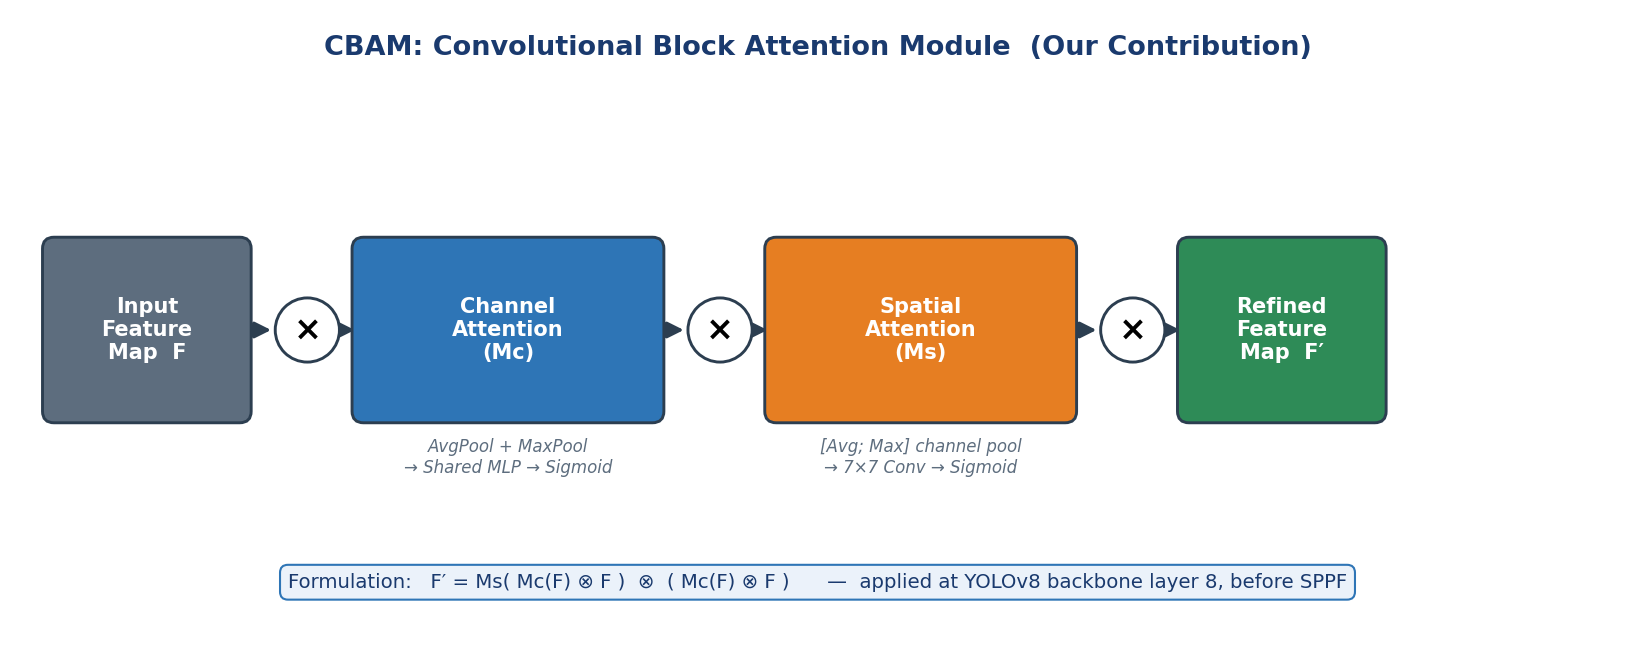 CBAM: Convolutional Block Attention Module  (Our Contribution)
Input
Feature
Map  F
×
Channel
Attention
(Mc)
×
Spatial
Attention
(Ms)
×
Refined
Feature
Map  F′
AvgPool + MaxPool
→ Shared MLP → Sigmoid
[Avg; Max] channel pool
→ 7×7 Conv → Sigmoid
Formulation:   F′ = Ms( Mc(F) ⊗ F )  ⊗  ( Mc(F) ⊗ F )      —  applied at YOLOv8 backbone layer 8, before SPPF